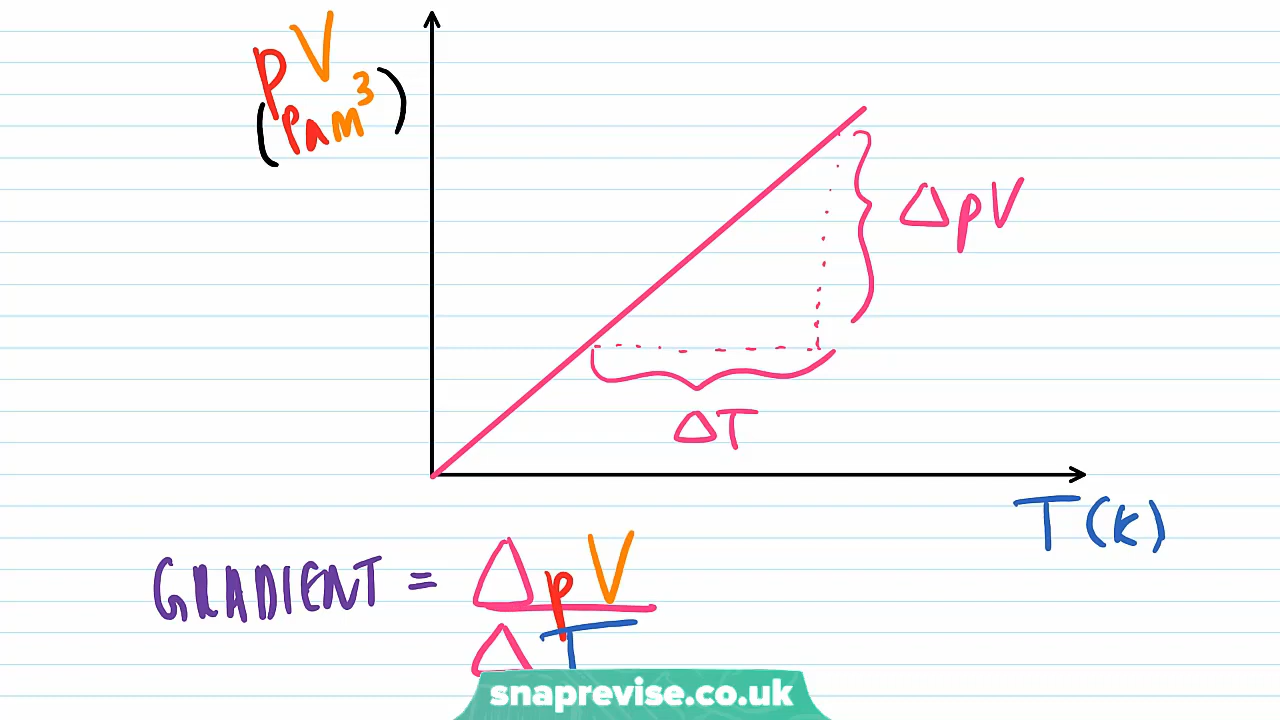 pV
(Pam³)
ΔpV
ΔT
T(K)
GRADIENT = ΔpV
ΔT
snaprevise.co.uk